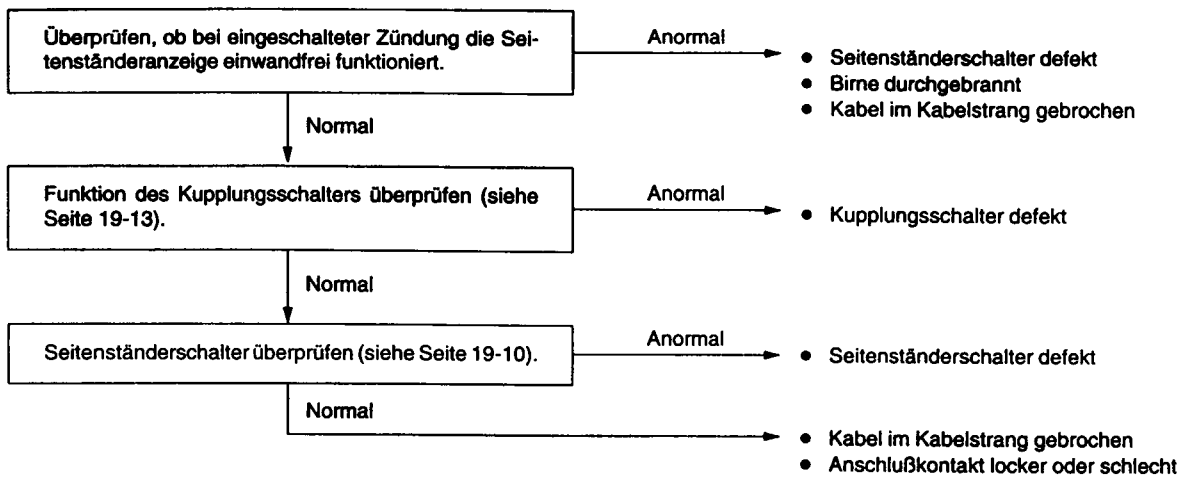 Überprüfen, ob bei eingeschalteter Zündung die Sei-
tenständeranzeige einwandfrei funktioniert.
Anormal
• Seitenständerschalter defekt
• Birne durchgebrannt
• Kabel im Kabelstrang gebrochen
Normal
Funktion des Kupplungsschalters überprüfen (siehe
Seite 19-13).
Anormal
• Kupplungsschalter defekt
Normal
Seitenständerschalter überprüfen (siehe Seite 19-10).
Anormal
• Seitenständerschalter defekt
Normal
• Kabel im Kabelstrang gebrochen
• Anschlußkontakt locker oder schlecht